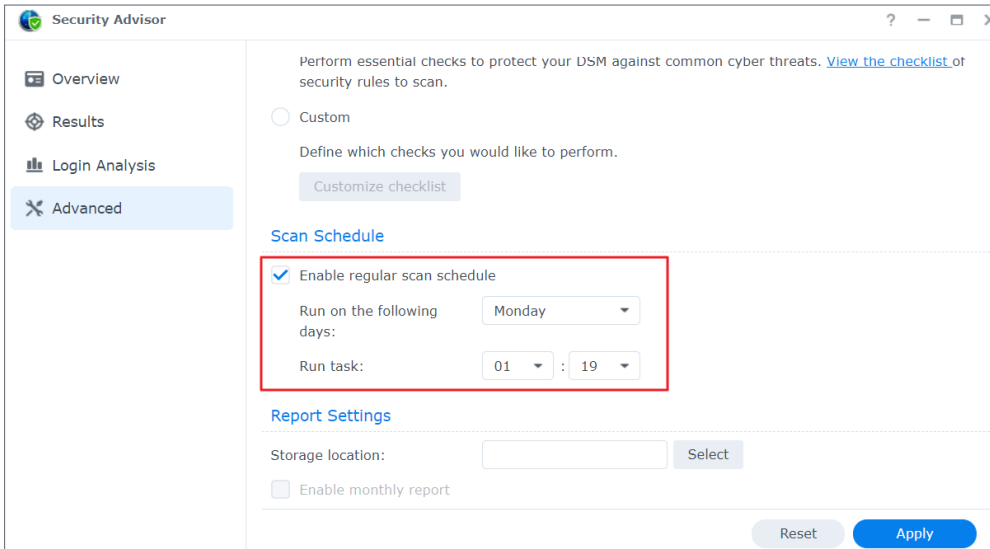 Security Advisor
?
Overview
Results
Login Analysis
Advanced
Perform essential checks to protect your DSM against common cyber threats. View the checklist of
security rules to scan.
Custom
Define which checks you would like to perform.
Customize checklist
Scan Schedule
Enable regular scan schedule
Run on the following
days:
Monday
Run task:
01 : 19
Report Settings
Storage location:
Select
Enable monthly report
Reset
Apply